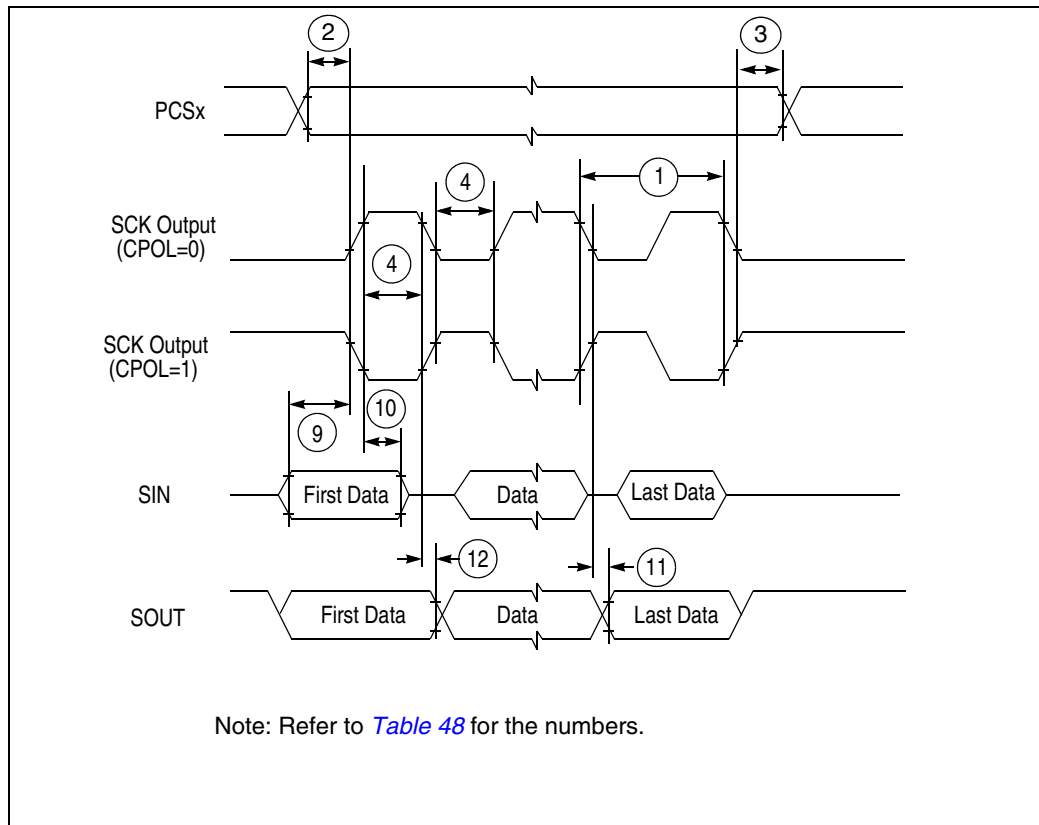 2
3
PCSx
4
1
SCK Output
(CPOL=0)
4
SCK Output
(CPOL=1)
10
9
SIN
First Data
Data
Last Data
12
11
SOUT
First Data
Data
Last Data
Note: Refer to Table 48 for the numbers.